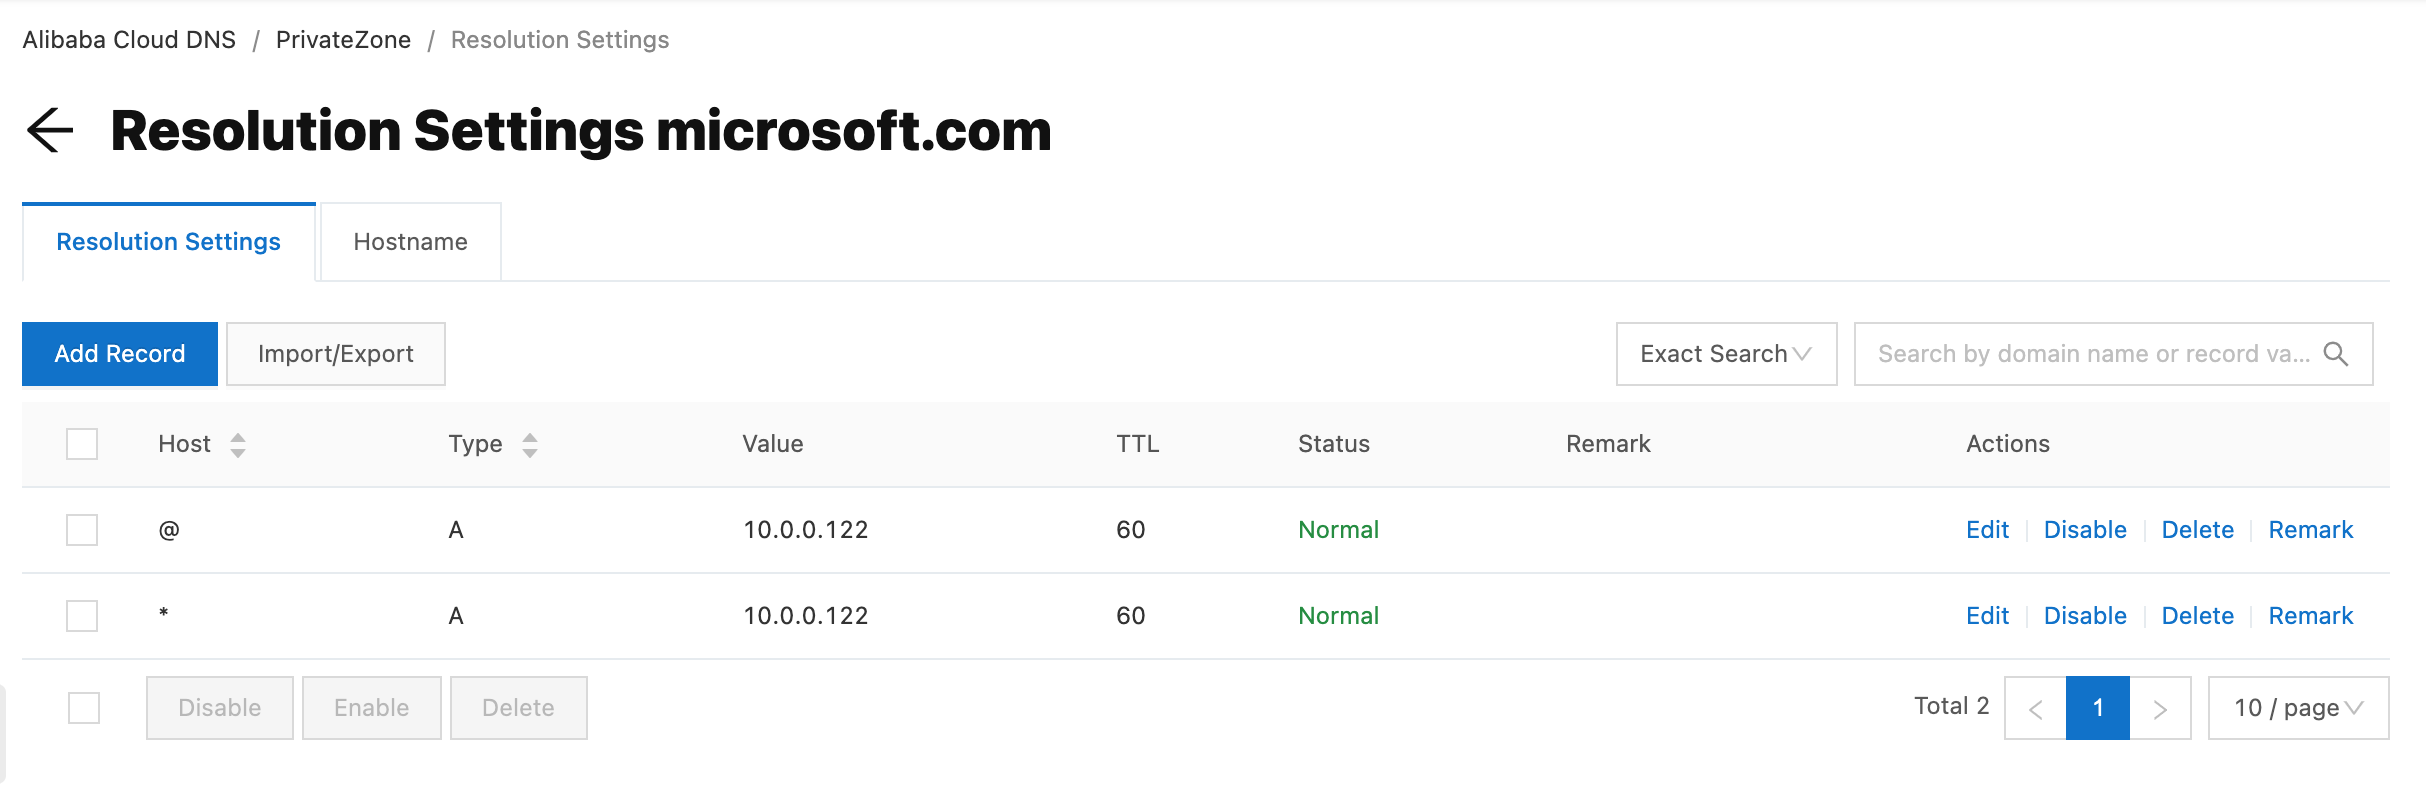 Alibaba Cloud DNS / PrivateZone / Resolution Settings
Resolution Settings microsoft.com
Resolution Settings Hostname
Add Record Import/Export Exact Search Search by domain name or record va...
Host Type Value TTL Status Remark Actions
@ A 10.0.0.122 60 Normal Edit Disable Delete Remark
* A 10.0.0.122 60 Normal Edit Disable Delete Remark
Disable Enable Delete Total 2 < 1 > 10 / page